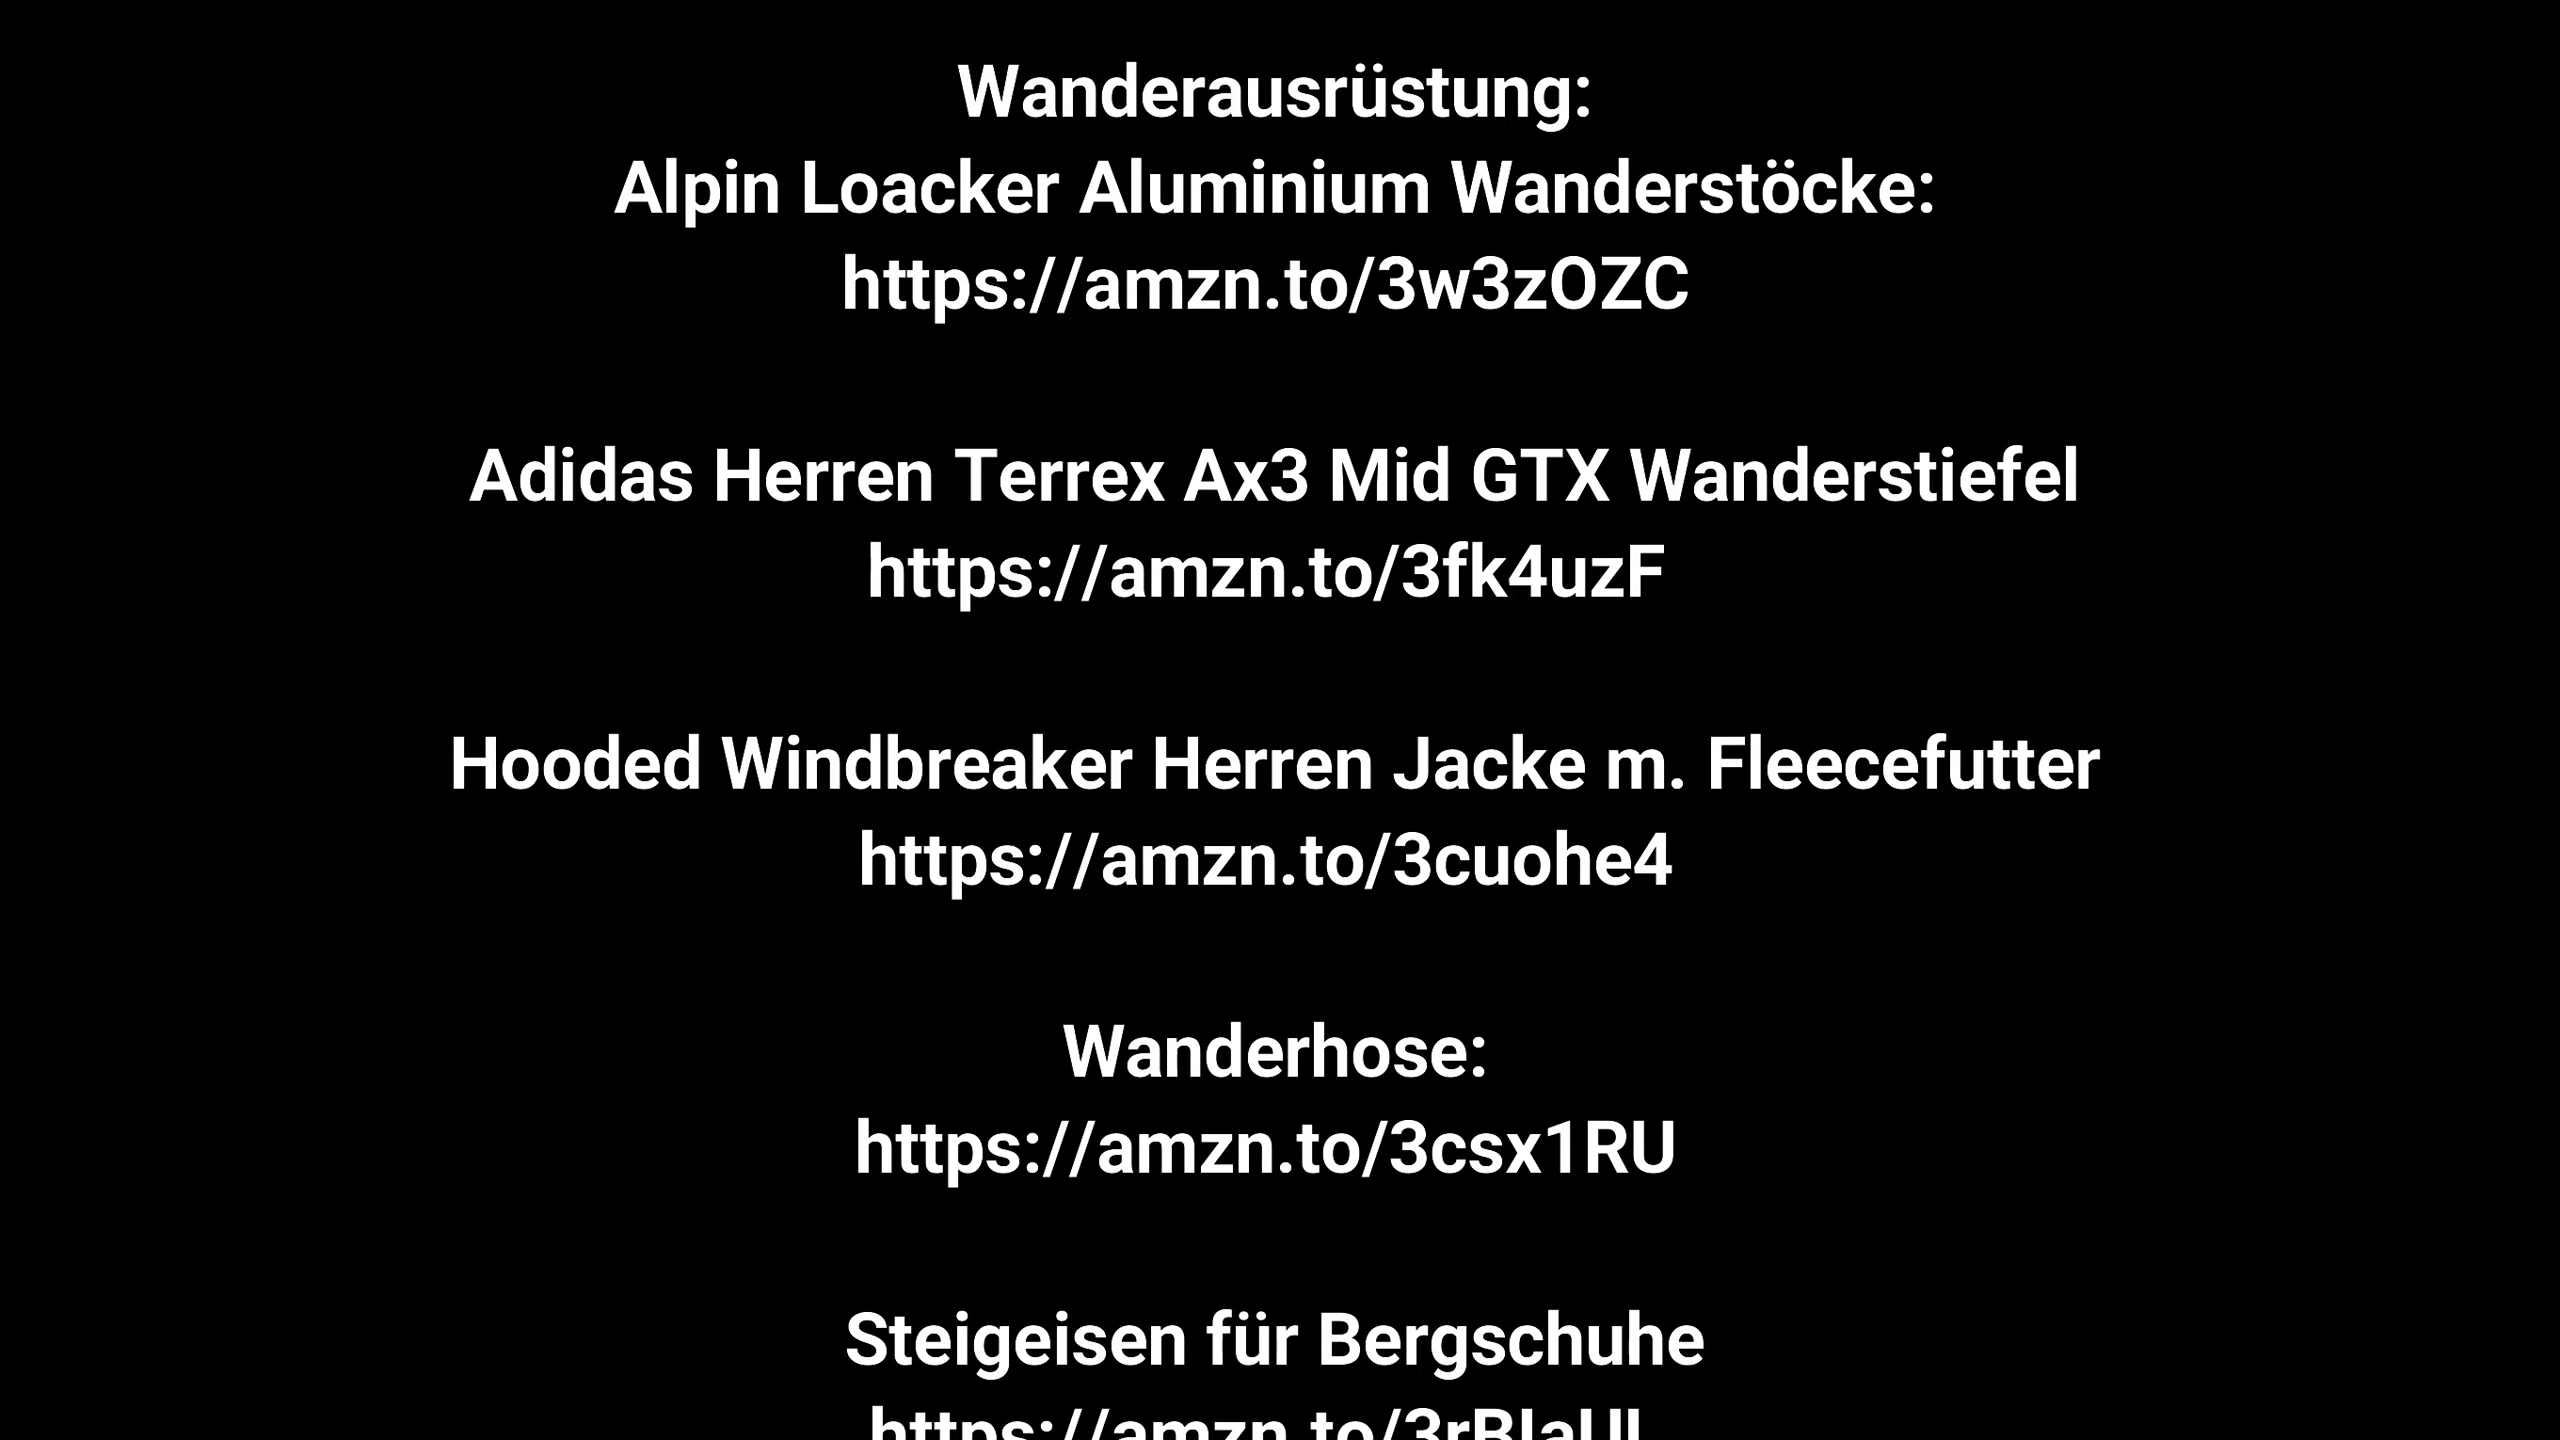 Wanderausrüstung:
Alpin Loacker Aluminium Wanderstöcke:
https://amzn.to/3w3zOZC
Adidas Herren Terrex Ax3 Mid GTX Wanderstiefel
https://amzn.to/3fk4uzF
Hooded Windbreaker Herren Jacke m. Fleecefutter
https://amzn.to/3cuohe4
Wanderhose:
https://amzn.to/3csx1RU
Steigeisen für Bergschuhe